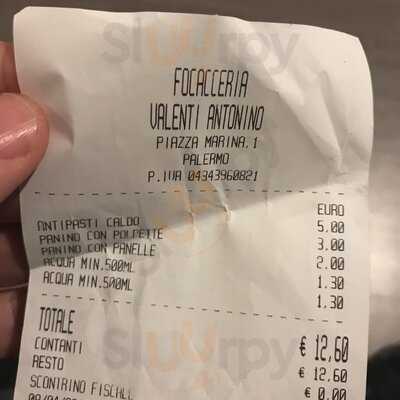 Sluurpy
FOCACCERIA
VALENTI ANTONINO
PIAZZA MARINA,1
PALERMO
P.IVA 04343960821
EURO
ANTIPASTI CALDO 5,00
PANINO CON POLPETTE 3,00
PANINO CON PANELLE 2,00
ACQUA MIN.500ML 1,30
ACQUA MIN.500ML 1,30
TOTALE € 12,60
CONTANTI € 12,60
RESTO € 0,00
SCONTRINO FISCALE
Sluurpy